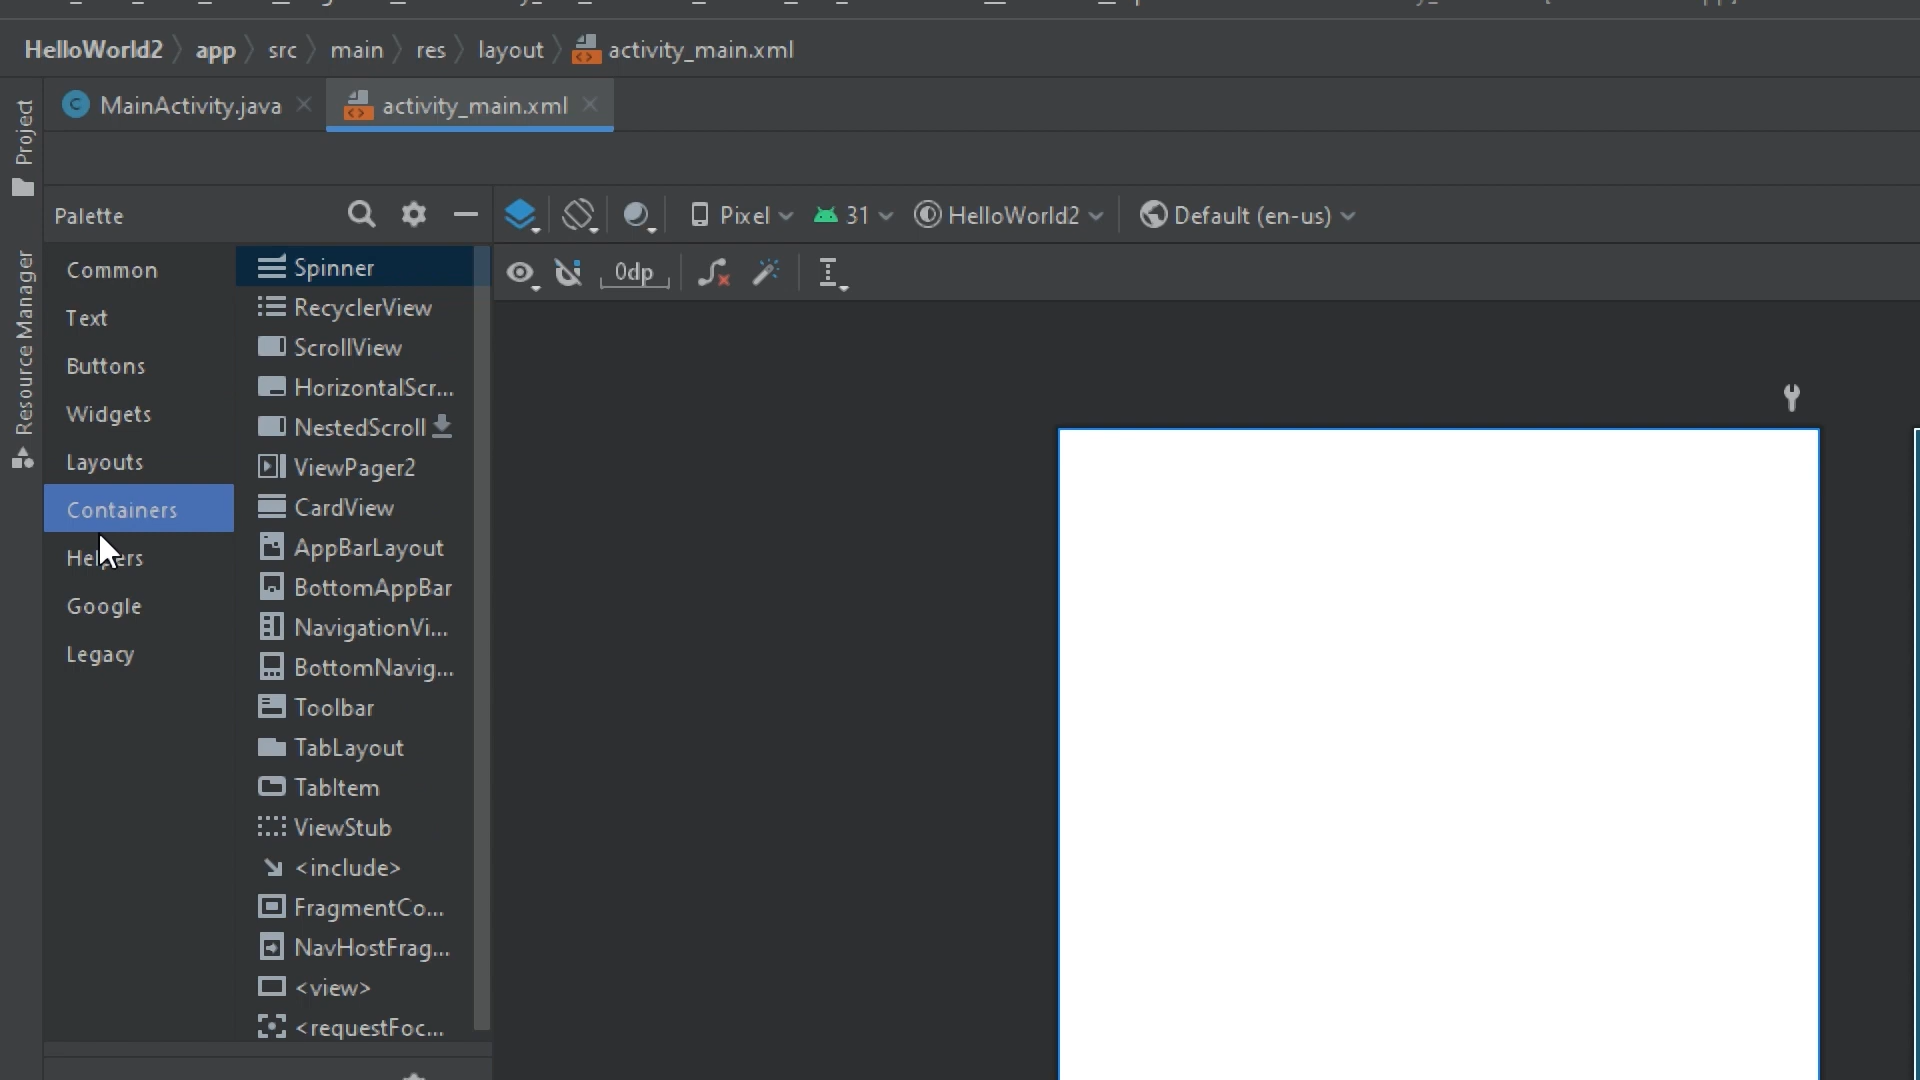 HelloWorld2 app src main res layout activity_main.xml
MainActivity.java activity_main.xml
Project
Resource Manager
Palette
Pixel 31 HelloWorld2 Default (en-us)
0dp
Common
Text
Buttons
Widgets
Layouts
Containers
Helpers
Google
Legacy
Spinner
RecyclerView
ScrollView
HorizontalScr...
NestedScroll
ViewPager2
CardView
AppBarLayout
BottomAppBar
NavigationVi...
BottomNavig...
Toolbar
TabLayout
TabItem
ViewStub
<include>
FragmentCo...
NavHostFrag...
<view>
<requestFoc...